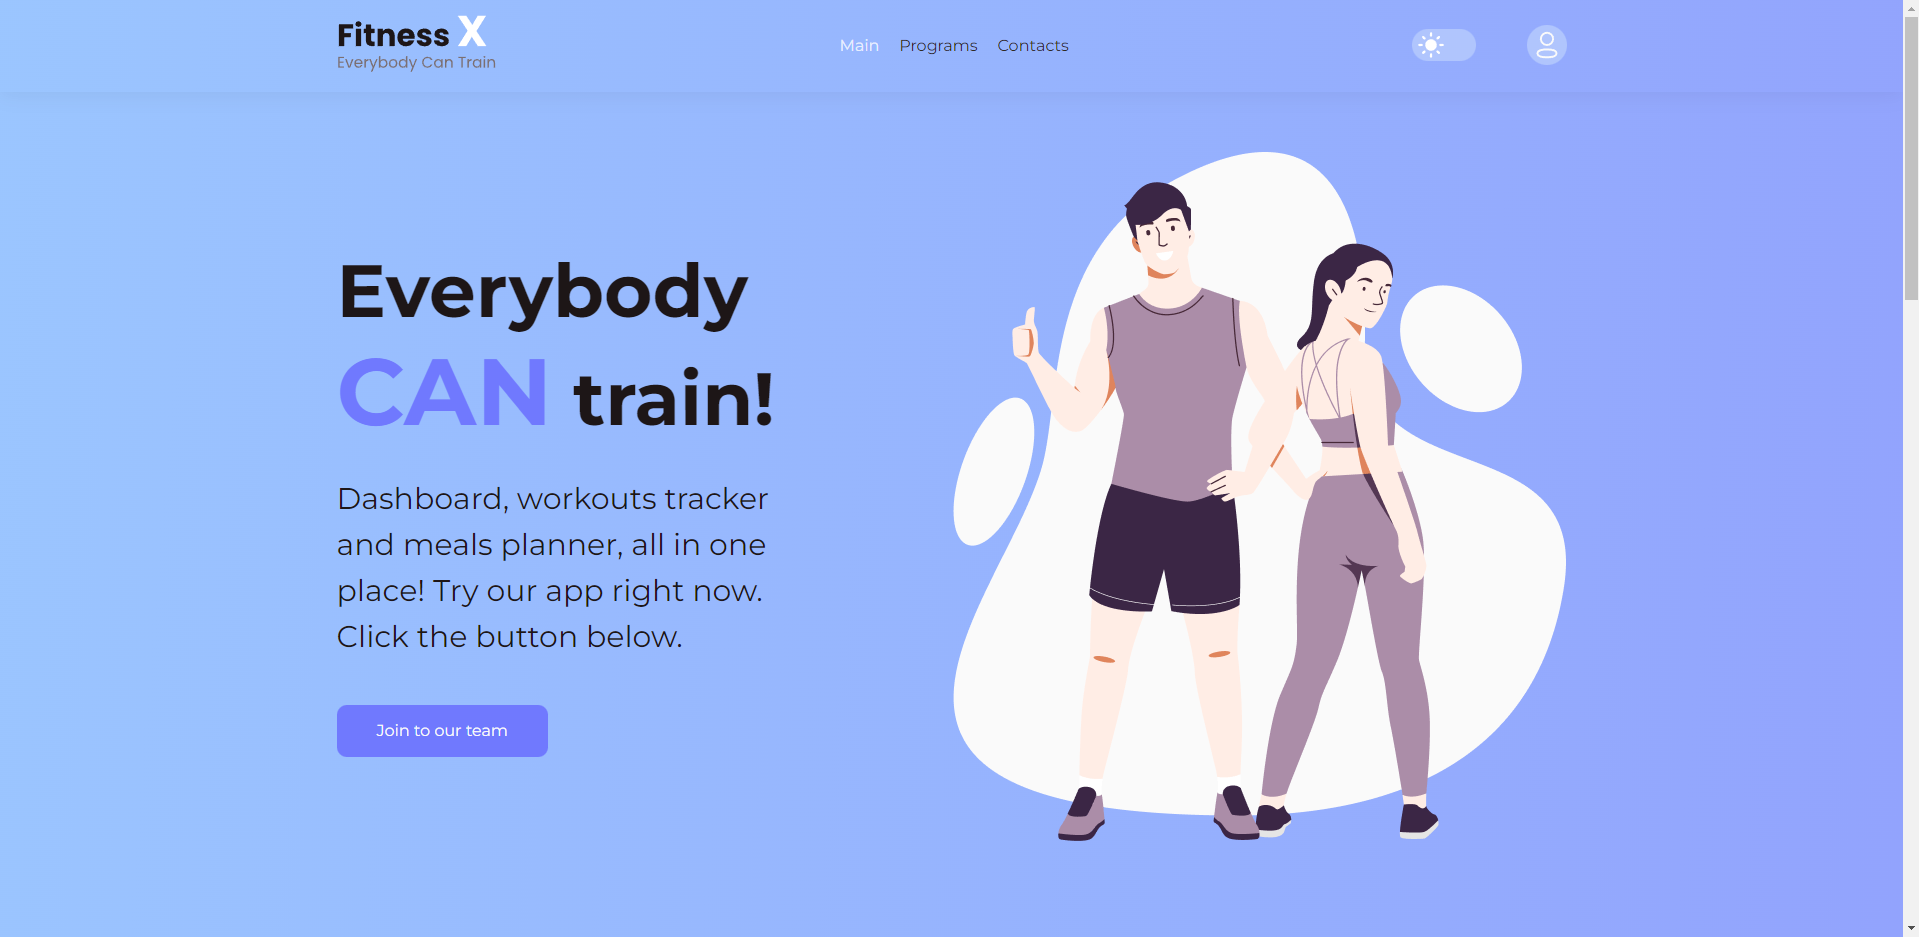 Fitness X
Everybody Can Train
Main Programs Contacts
Everybody
CAN train!
Dashboard, workouts tracker
and meals planner, all in one
place! Try our app right now.
Click the button below.
Join to our team